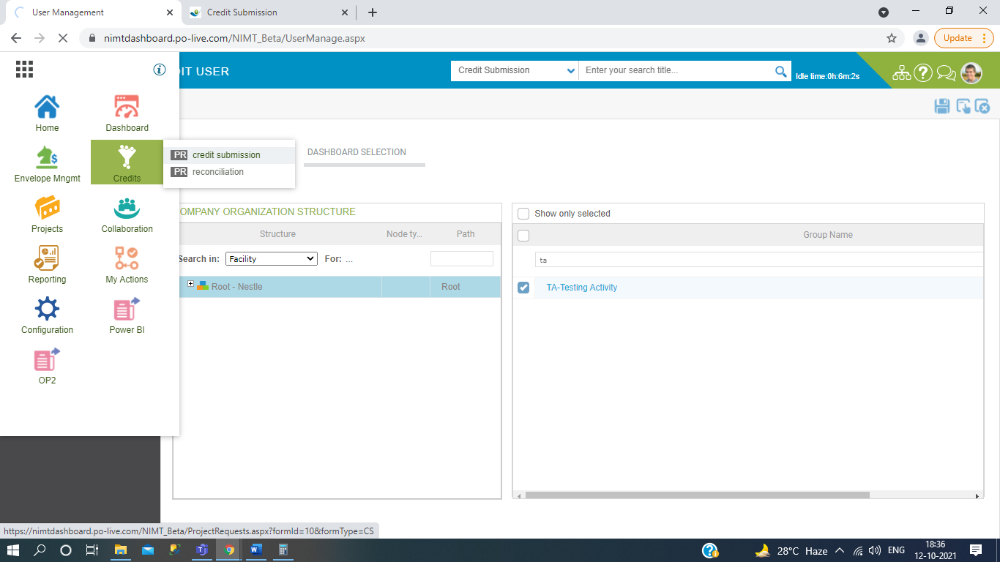 User Management
Credit Submission
nimtdashboard.po-live.com/NIMT_Beta/UserManage.aspx
Update
IT USER
Credit Submission
Enter your search title...
Idle time:0h:6m:2s
Home
Dashboard
Envelope Mngmt
Credits
PR credit submission
PR reconciliation
DASHBOARD SELECTION
Projects
Collaboration
Reporting
My Actions
Configuration
Power BI
OP2
OMPANY ORGANIZATION STRUCTURE
Structure
Node ty...
Path
Search in:
Facility
For: ...
Root - Nestle
Root
Show only selected
Group Name
ta
TA-Testing Activity
https://nimtdashboard.po-live.com/NIMT_Beta/ProjectRequests.aspx?formId=10&formType=CS
28°C Haze
ENG
18:36
12-10-2021